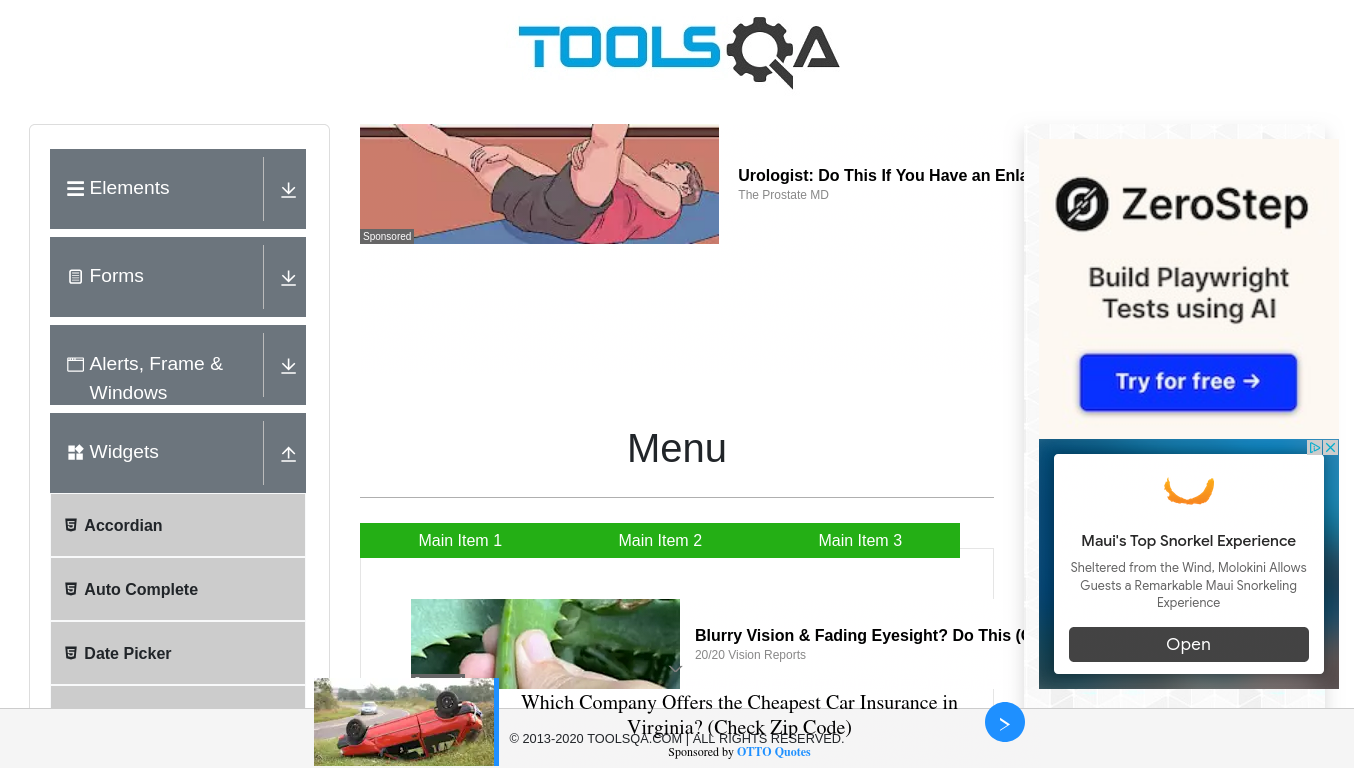 TOOLSQA
Elements
Forms
Alerts, Frame &
Windows
Widgets
Accordian
Auto Complete
Date Picker
Sponsored
Urologist: Do This If You Have an
The Prostate MD
Menu
Main Item 1
Main Item 2
Main Item 3
Blurry Vision & Fading Eyesight? Do This
20/20 Vision Reports
ZeroStep
Build Playwright
Tests using AI
Try for free →
Maui's Top Snorkel Experience
Sheltered from the Wind, Molokini Allows
Guests a Remarkable Maui Snorkeling
Experience
Open
Which Company Offers the Cheapest Car Insurance in
Virginia? (Check Zip Code)
© 2013-2020 TOOLSQA.COM | ALL RIGHTS RESERVED.
Sponsored by OTTO Quotes